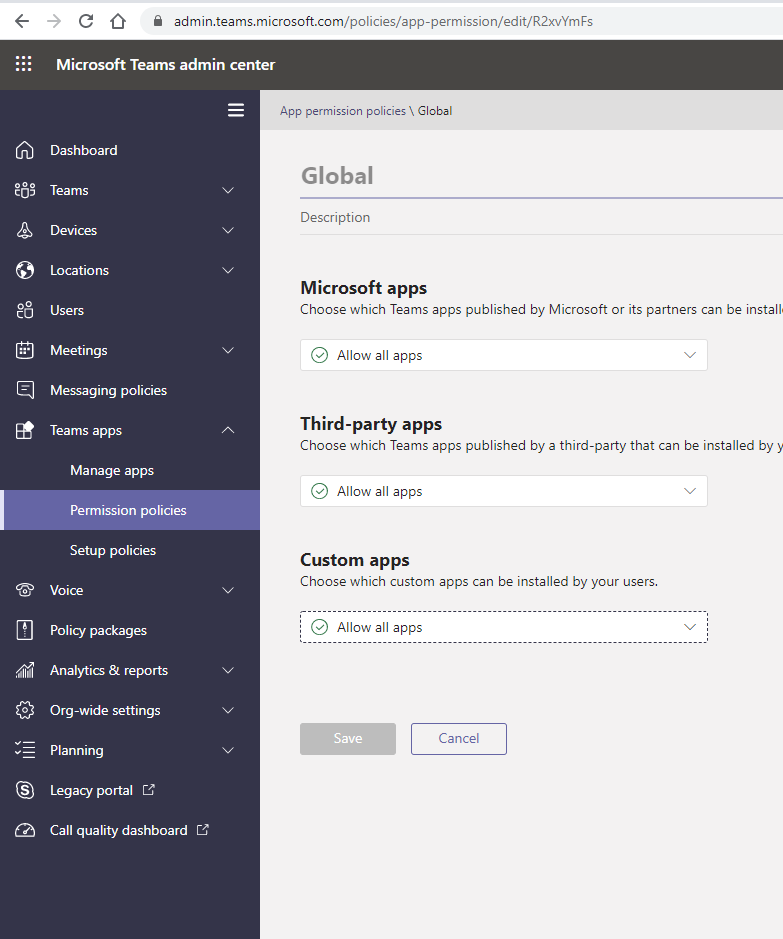 admin.teams.microsoft.com/policies/app-permission/edit/R2xvYmFs
Microsoft Teams admin center
App permission policies \ Global
Dashboard
Teams
Devices
Locations
Users
Meetings
Messaging policies
Teams apps
Manage apps
Permission policies
Setup policies
Voice
Policy packages
Analytics & reports
Org-wide settings
Planning
Legacy portal
Call quality dashboard
Global
Description
Microsoft apps
Choose which Teams apps published by Microsoft or its partners can be install
Allow all apps
Third-party apps
Choose which Teams apps published by a third-party that can be installed by y
Allow all apps
Custom apps
Choose which custom apps can be installed by your users.
Allow all apps
Save
Cancel